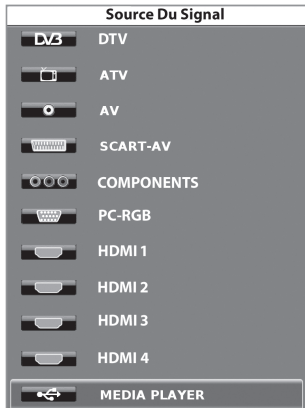 Source Du Signal
DVB DTV
ATV
AV
SCART-AV
COMPONENTS
PC-RGB
HDMI 1
HDMI 2
HDMI 3
HDMI 4
MEDIA PLAYER